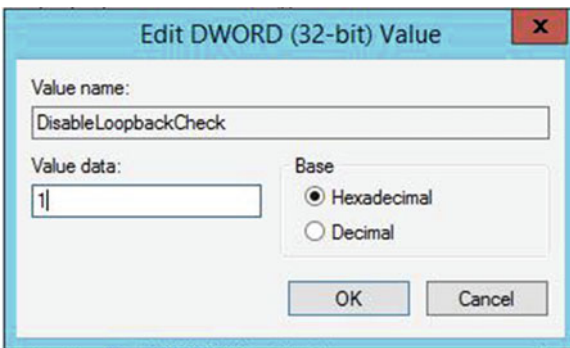 Edit DWORD (32-bit) Value
x
Value name:
DisableLoopbackCheck
Value data:
1
Base
Hexadecimal
Decimal
OK
Cancel